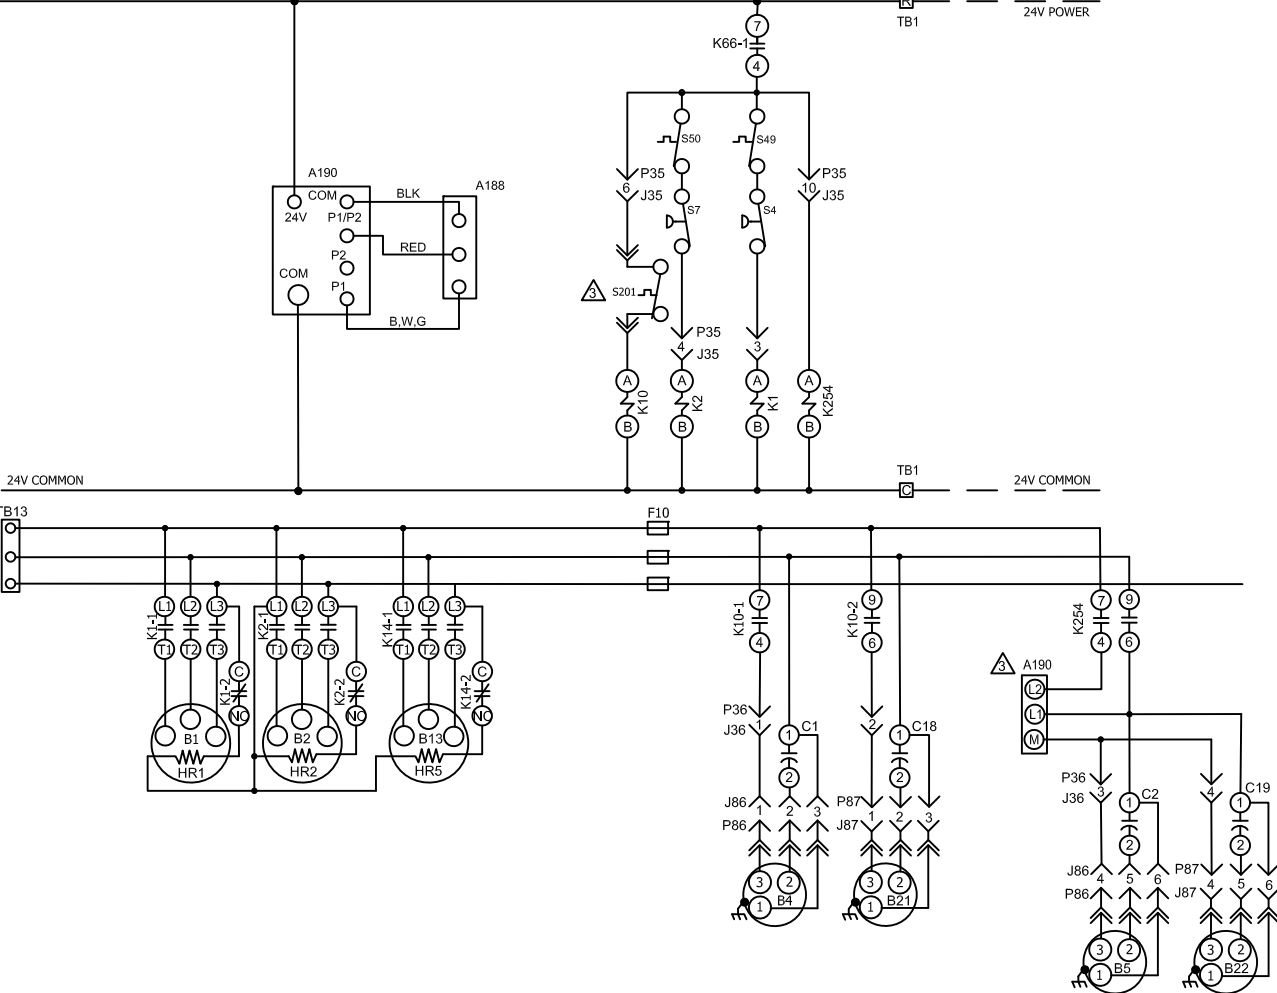 R
TB1
24V POWER
7
K66-1
4
S50
S49
A190
24V
COM
P1/P2
P2
COM
P1
BLK
RED
B,W,G
A188
P35
6
J35
P35
10
J35
S7
S4
3
S201
P35
4
J35
3
A
A
A
A
K10
K2
K1
K254
B
B
B
B
24V COMMON
TB1
C
24V COMMON
TB13
F10
L1
L2
L3
L1
L2
L3
L1
L2
L3
K1-1
K2-1
K14-1
T1
T2
T3
T1
T2
T3
T1
T2
T3
C
C
C
K1-2
K2-2
K14-2
NC
NC
NC
B1
B2
B13
HR1
HR2
HR5
7
9
7
9
K10-1
K10-2
K254
4
6
4
6
3
A190
L2
L1
M
P36
1
J36
2
C1
1
2
C18
1
2
J86
1
2
3
P86
P87
1
2
3
J87
3
2
1
B4
3
2
1
B21
P36
3
J36
4
C2
1
2
C19
1
2
J86
4
5
6
P86
P87
4
5
6
J87
3
2
1
B5
3
2
1
B22